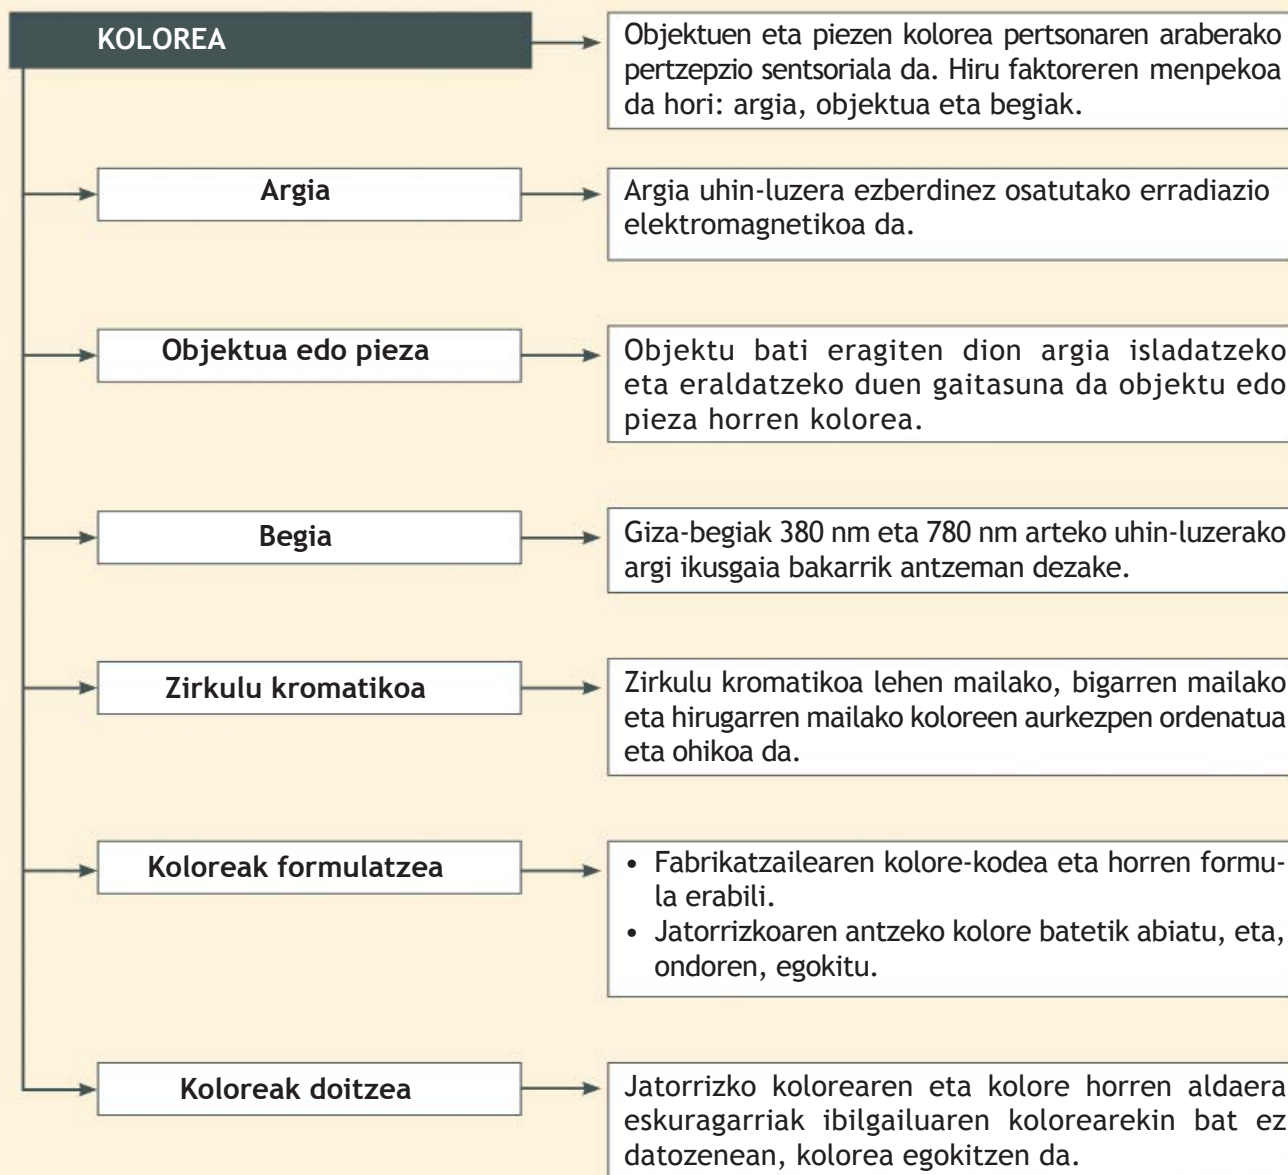 KOLOREA
Objektuen eta piezen kolorea pertsonaren araberako
pertzepzio sentsoriala da. Hiru faktoreren menpekoa
da hori: argia, objektua eta begiak.
Argia
Argia uhin-luzera ezberdinez osatutako erradiazio
elektromagnetikoa da.
Objektua edo pieza
Objektu bati eragiten dion argia isladatzeko
eta eraldatzeko duen gaitasuna da objektu edo
pieza horren kolorea.
Begia
Giza-begiak 380 nm eta 780 nm arteko uhin-luzerako
argi ikusgaia bakarrik antzeman dezake.
Zirkulu kromatikoa
Zirkulu kromatikoa lehen mailako, bigarren mailako
eta hirugarren mailako koloreen aurkezpen ordenatua
eta ohikoa da.
Koloreak formulatzea
• Fabrikatzailearen kolore-kodea eta horren formu-
la erabili.
• Jatorrizkoaren antzeko kolore batetik abiatu, eta,
ondoren, egokitu.
Koloreak doitzea
Jatorrizko kolorearen eta kolore horren aldaera
eskuragarriak ibilgailuaren kolorearekin bat ez
datozenean, kolorea egokitzen da.